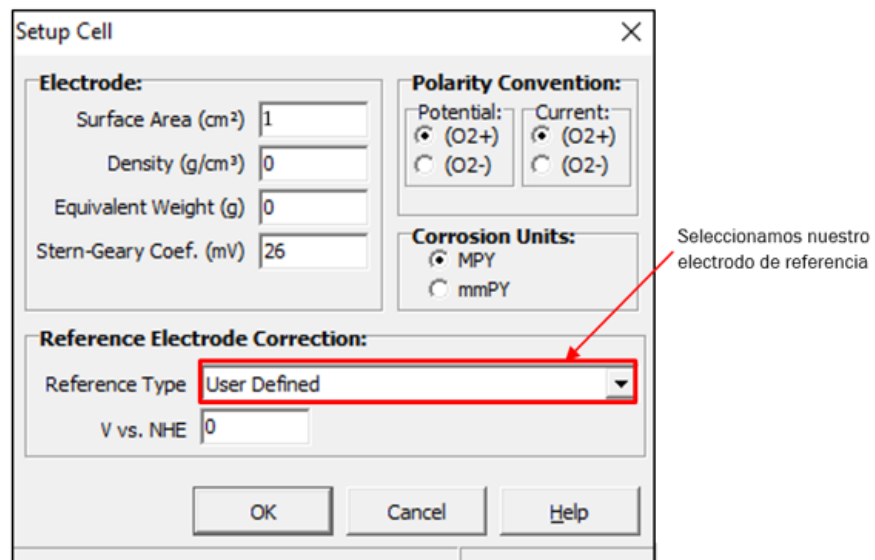 Setup Cell
Electrode:
Surface Area (cm²) 1
Density (g/cm³) 0
Equivalent Weight (g) 0
Stern-Geary Coef. (mV) 26
Polarity Convention:
Potential: Current:
(O2+) (O2+)
(O2-) (O2-)
Corrosion Units:
MPY
mmPY
Seleccionamos nuestro
electrodo de referencia
Reference Electrode Correction:
Reference Type User Defined
V vs. NHE 0
OK Cancel Help